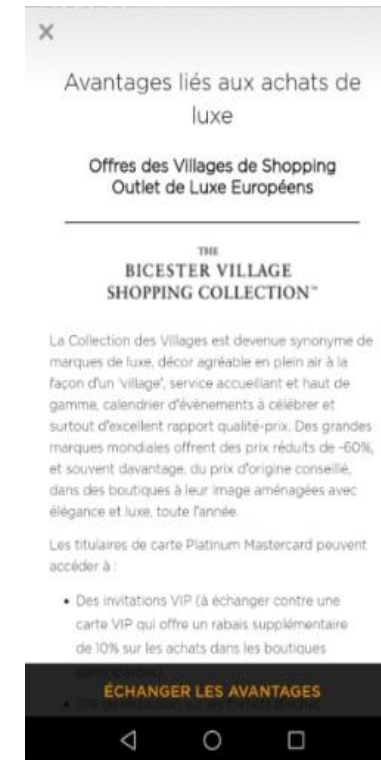 ×
Avantages liés aux achats de
luxe
Offres des Villages de Shopping
Outlet de Luxe Européens
THE
BICESTER VILLAGE
SHOPPING COLLECTION™
La Collection des Villages est devenue synonyme de
marques de luxe, décor agréable en plein air à la
façon d'un 'village', service accueillant et haut de
gamme, calendrier d'évènements à célébrer et
surtout d'excellent rapport qualité-prix. Des grandes
marques mondiales offrent des prix réduits de -60%,
et souvent davantage, du prix d'origine conseillé,
dans des boutiques à leur image aménagées avec
élégance et luxe, toute l'année.
Les titulaires de carte Platinum Mastercard peuvent
accéder à :
• Des invitations VIP (à échanger contre une
carte VIP qui offre un rabais supplémentaire
de 10% sur les achats dans les boutiques
ÉCHANGER LES AVANTAGES